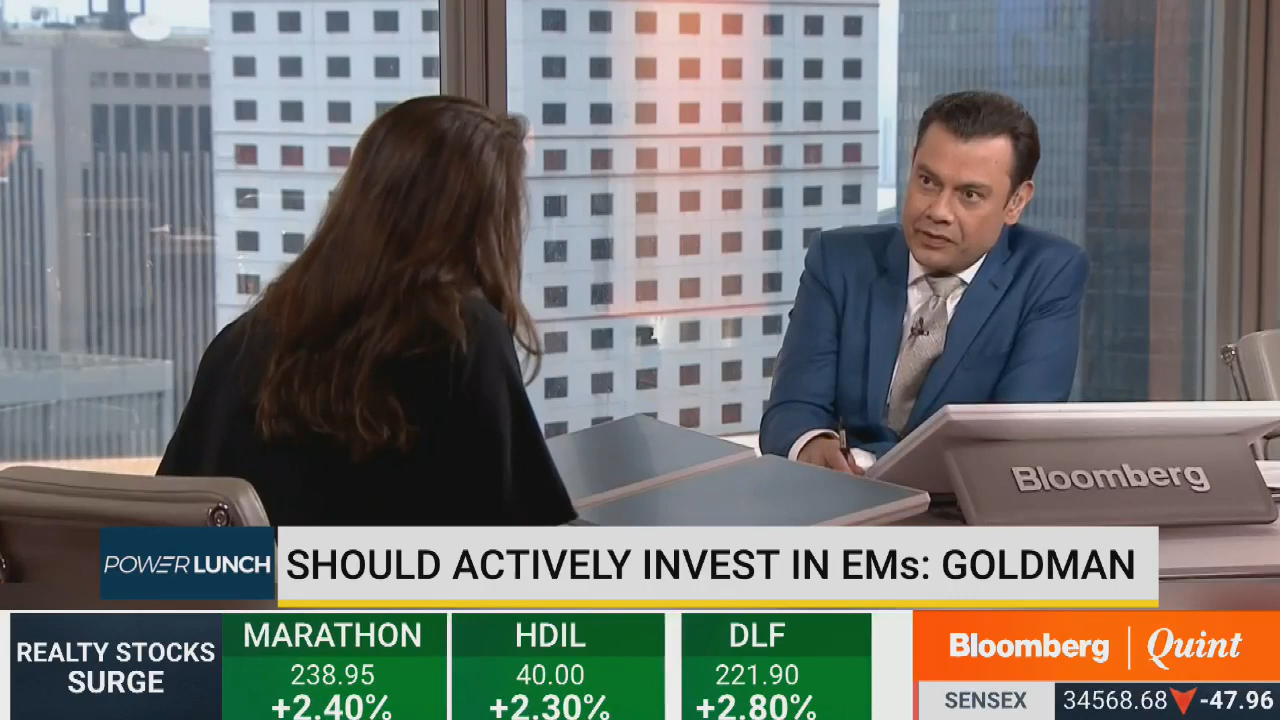 Bloomberg
POWER LUNCH
SHOULD ACTIVELY INVEST IN EMs: GOLDMAN
REALTY STOCKS
SURGE
MARATHON
238.95
+2.40%
HDIL
40.00
+2.30%
DLF
221.90
+2.80%
Bloomberg | Quint
SENSEX 34568.68 -47.96